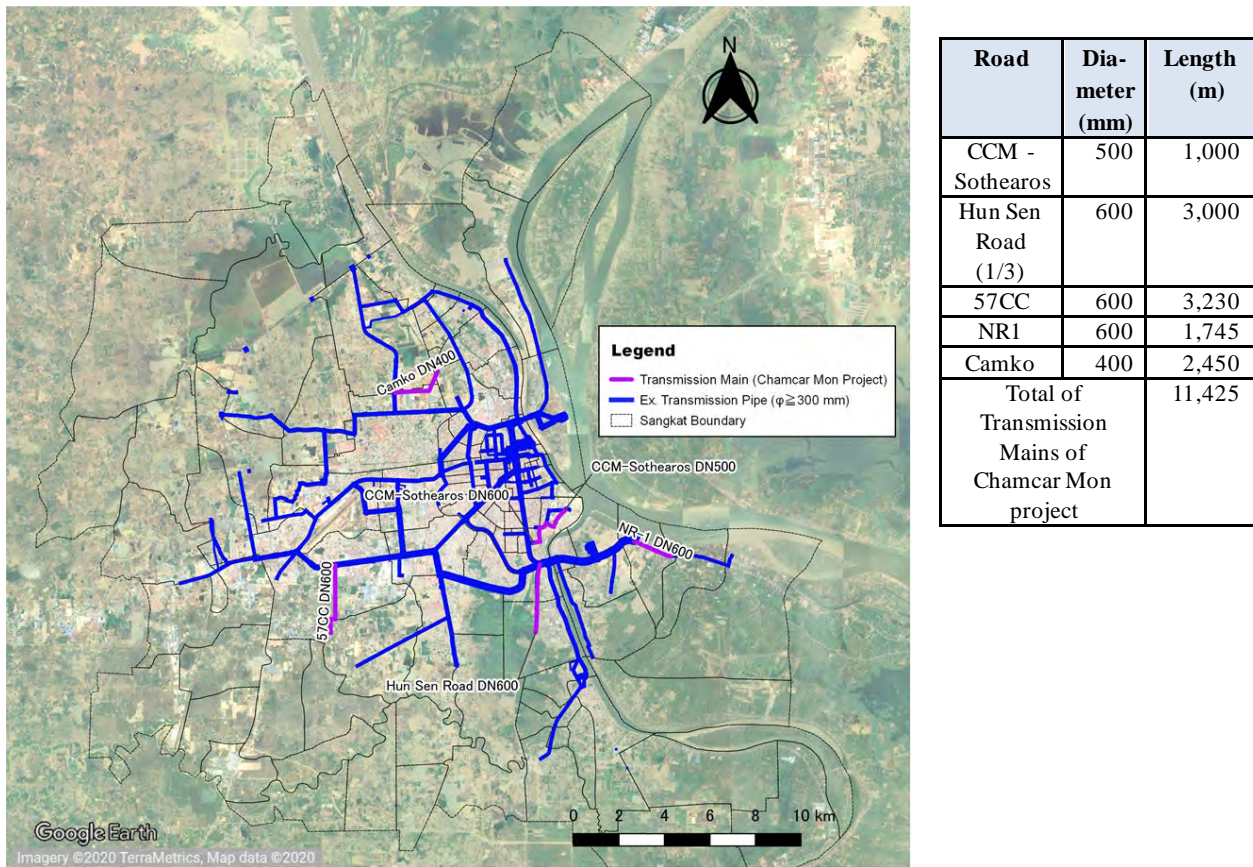 N
Camko DN400
Legend
Transmission Main (Chamcar Mon Project)
Ex. Transmission Pipe (φ≧300 mm)
Sangkat Boundary
CCM-Sothearos DN500
CCM-Sothearos DN600
NR-1 DN600
57CC DN600
Hun Sen Road DN600
0 2 4 6 8 10 km
Google Earth
Imagery ©2020 TerraMetrics, Map data ©2020
Road Dia- Length
meter (m)
(mm)
CCM - 500 1,000
Sothearos
Hun Sen 600 3,000
Road
(1/3)
57CC 600 3,230
NR1 600 1,745
Camko 400 2,450
Total of 11,425
Transmission
Mains of
Chamcar Mon
project